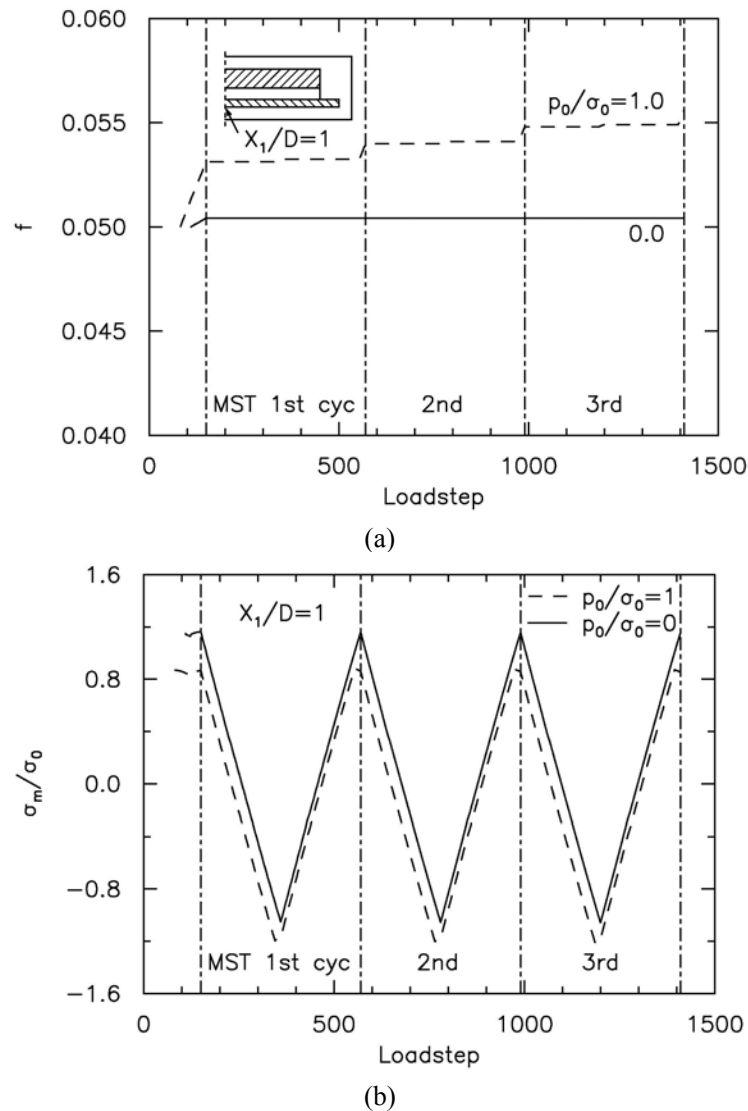 0.060
0.055
0.050
0.045
0.040
f
X₁/D=1
p₀/σ₀=1.0
0.0
MST 1st cyc 2nd 3rd
0 500 1000 1500
Loadstep
(a)
1.6
0.8
0.0
−0.8
−1.6
σₘ/σ₀
X₁/D=1
p₀/σ₀=1
p₀/σ₀=0
MST 1st cyc 2nd 3rd
0 500 1000 1500
Loadstep
(b)